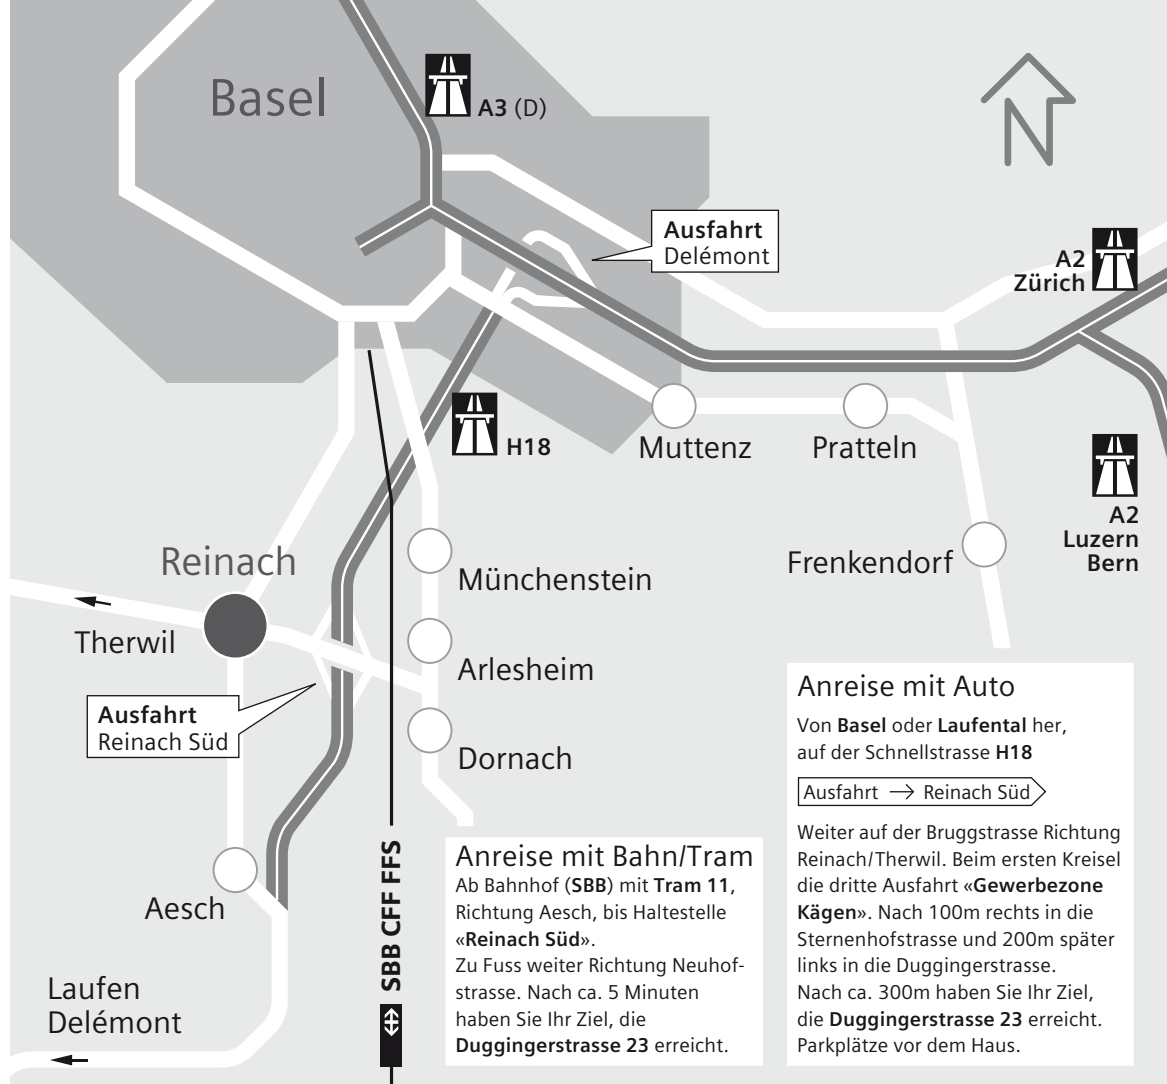 Basel
A3 (D)
N
Ausfahrt
Delémont
A2
Zürich
H18
Muttenz
Pratteln
A2
Luzern
Bern
Reinach
Münchenstein
Frenkendorf
Therwil
Arlesheim
Ausfahrt
Reinach Süd
Dornach
Aesch
SBB CFF FFS
Laufen
Delémont
Anreise mit Bahn/Tram
Ab Bahnhof (SBB) mit Tram 11,
Richtung Aesch, bis Haltestelle
«Reinach Süd».
Zu Fuss weiter Richtung Neuhof-
strasse. Nach ca. 5 Minuten
haben Sie Ihr Ziel, die
Duggingerstrasse 23 erreicht.
Anreise mit Auto
Von Basel oder Laufental her,
auf der Schnellstrasse H18
Ausfahrt → Reinach Süd
Weiter auf der Bruggstrasse Richtung
Reinach/Therwil. Beim ersten Kreisel
die dritte Ausfahrt «Gewerbezone
Kägen». Nach 100m rechts in die
Sternenhofstrasse und 200m später
links in die Duggingerstrasse.
Nach ca. 300m haben Sie Ihr Ziel,
die Duggingerstrasse 23 erreicht.
Parkplätze vor dem Haus.